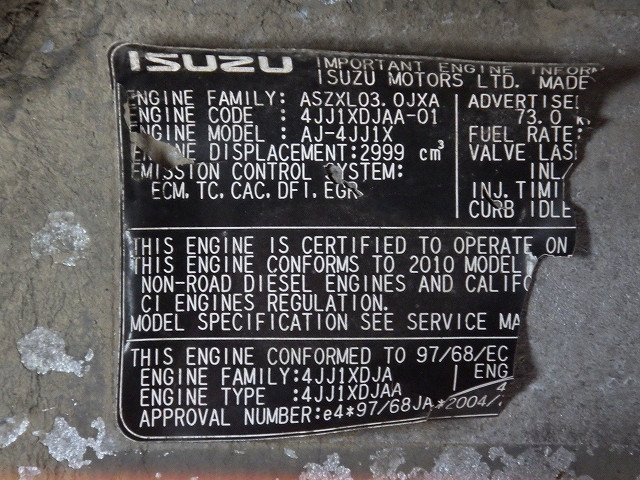 ISUZU
IMPORTANT ENGINE INFOR
ISUZU MOTORS LTD. MADE
ENGINE FAMILY: ASZXL03.0JXA
ENGINE CODE : 4JJ1XDJAA-01
ENGINE MODEL : AJ-4JJ1X
ENGINE DISPLACEMENT:2999 cm³
EMISSION CONTROL SYSTEM:
ECM, TC, CAC, DFI, EGR
ADVERTISE
73.0
FUEL RATE:
VALVE LAS
INL
INJ. TIMI
CURB IDLE
THIS ENGINE IS CERTIFIED TO OPERATE ON
THIS ENGINE CONFORMS TO 2010 MODEL
NON-ROAD DIESEL ENGINES AND CALIFO
CI ENGINES REGULATION.
MODEL SPECIFICATION SEE SERVICE MA
THIS ENGINE CONFORMED TO 97/68/EC
ENGINE FAMILY:4JJ1XDJA
ENG
ENGINE TYPE :4JJ1XDJAA
4
APPROVAL NUMBER:e4*97/68JA*2004/